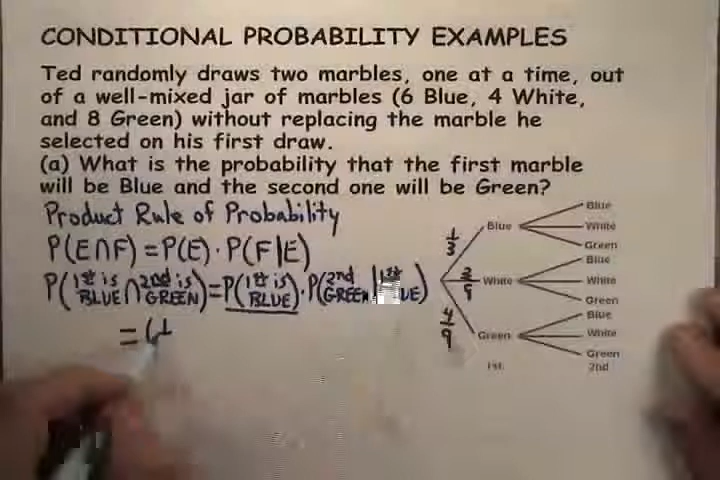 CONDITIONAL PROBABILITY EXAMPLES
Ted randomly draws two marbles, one at a time, out
of a well-mixed jar of marbles (6 Blue, 4 White,
and 8 Green) without replacing the marble he
selected on his first draw.
(a) What is the probability that the first marble
will be Blue and the second one will be Green?
Product Rule of Probability
P(E∩F) = P(E) · P(F|E)
P(1st is BLUE ∩ 2nd is GREEN) = P(1st is BLUE) · P(2nd GREEN | 1st
= (
1/3
2/9
4/9
Blue
White
Green
Blue
White
Green
Blue
White
Green
Blue
White
Green
1st
2nd